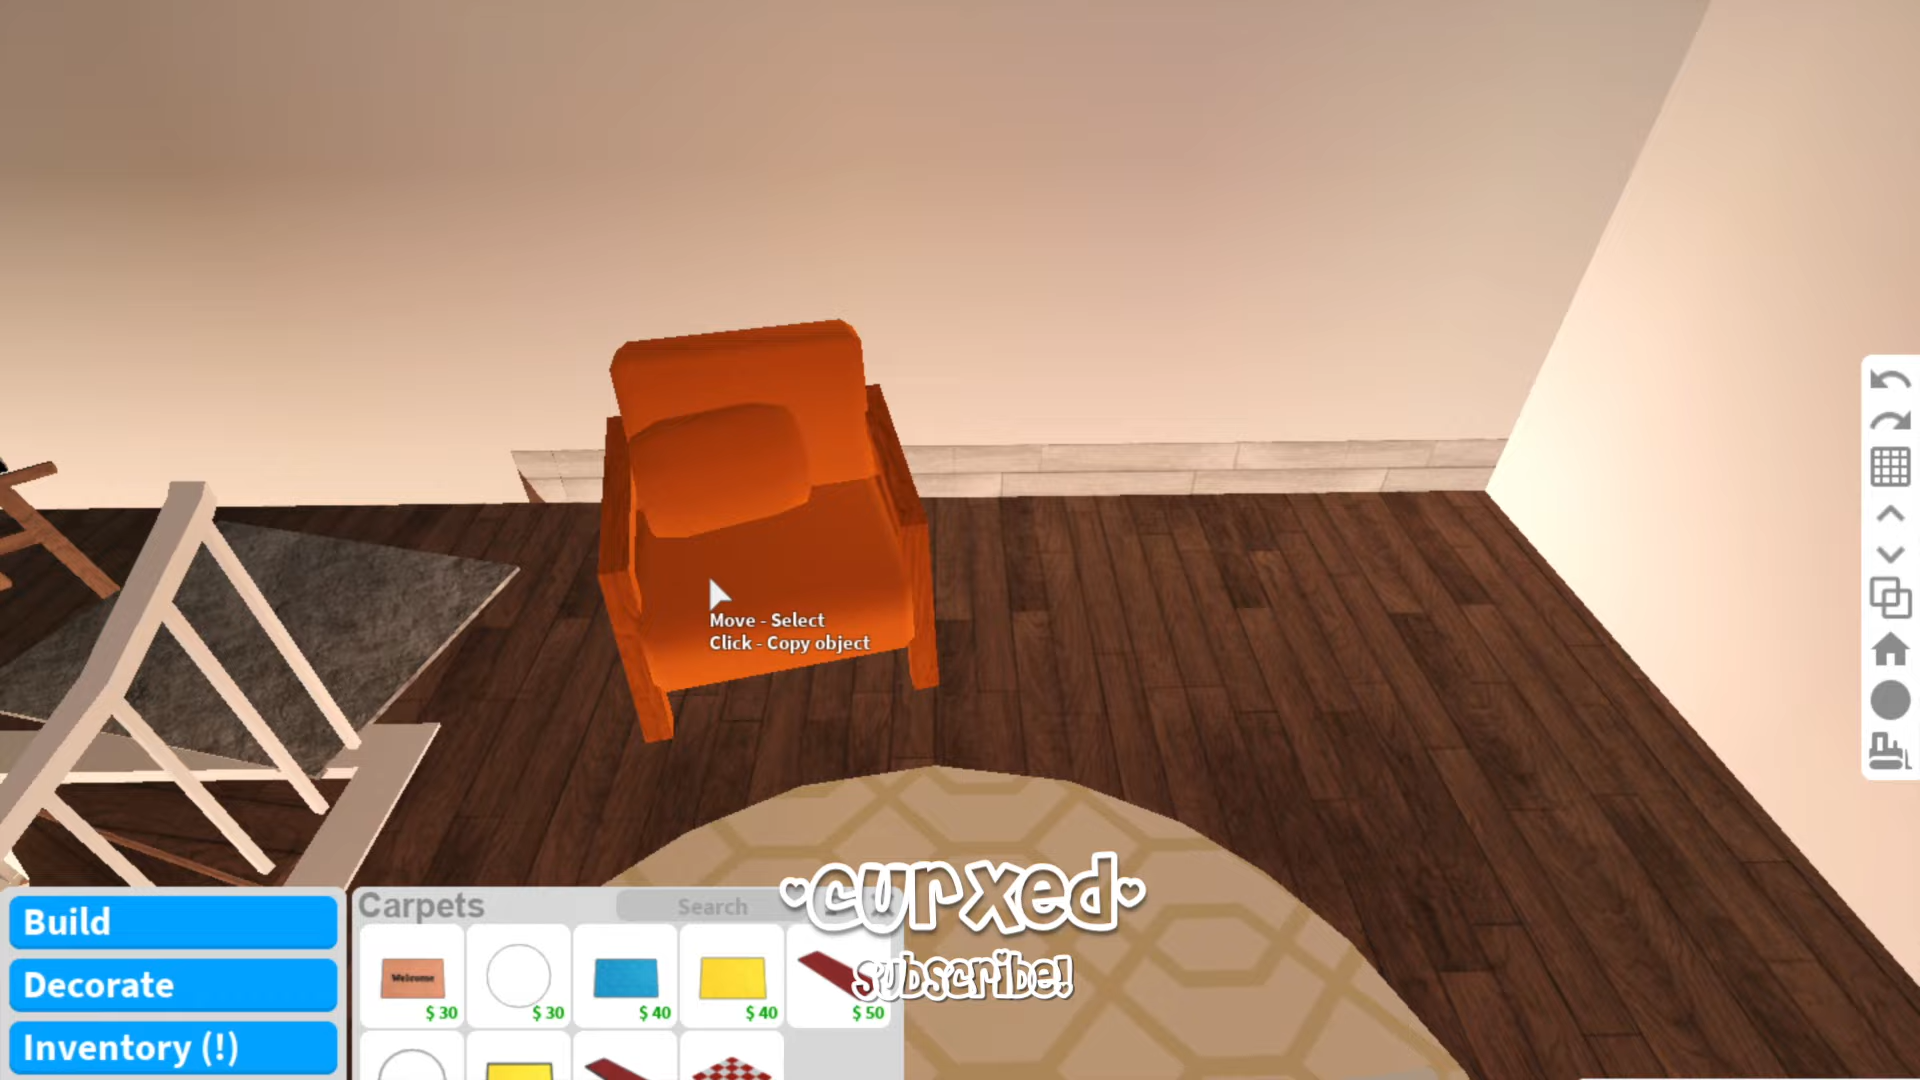 Move - Select
Click - Copy object
•curxed•
Subscribe!
Build
Decorate
Inventory (!)
Carpets
Search
Welcome
$ 30
$ 30
$ 40
$ 40
$ 50